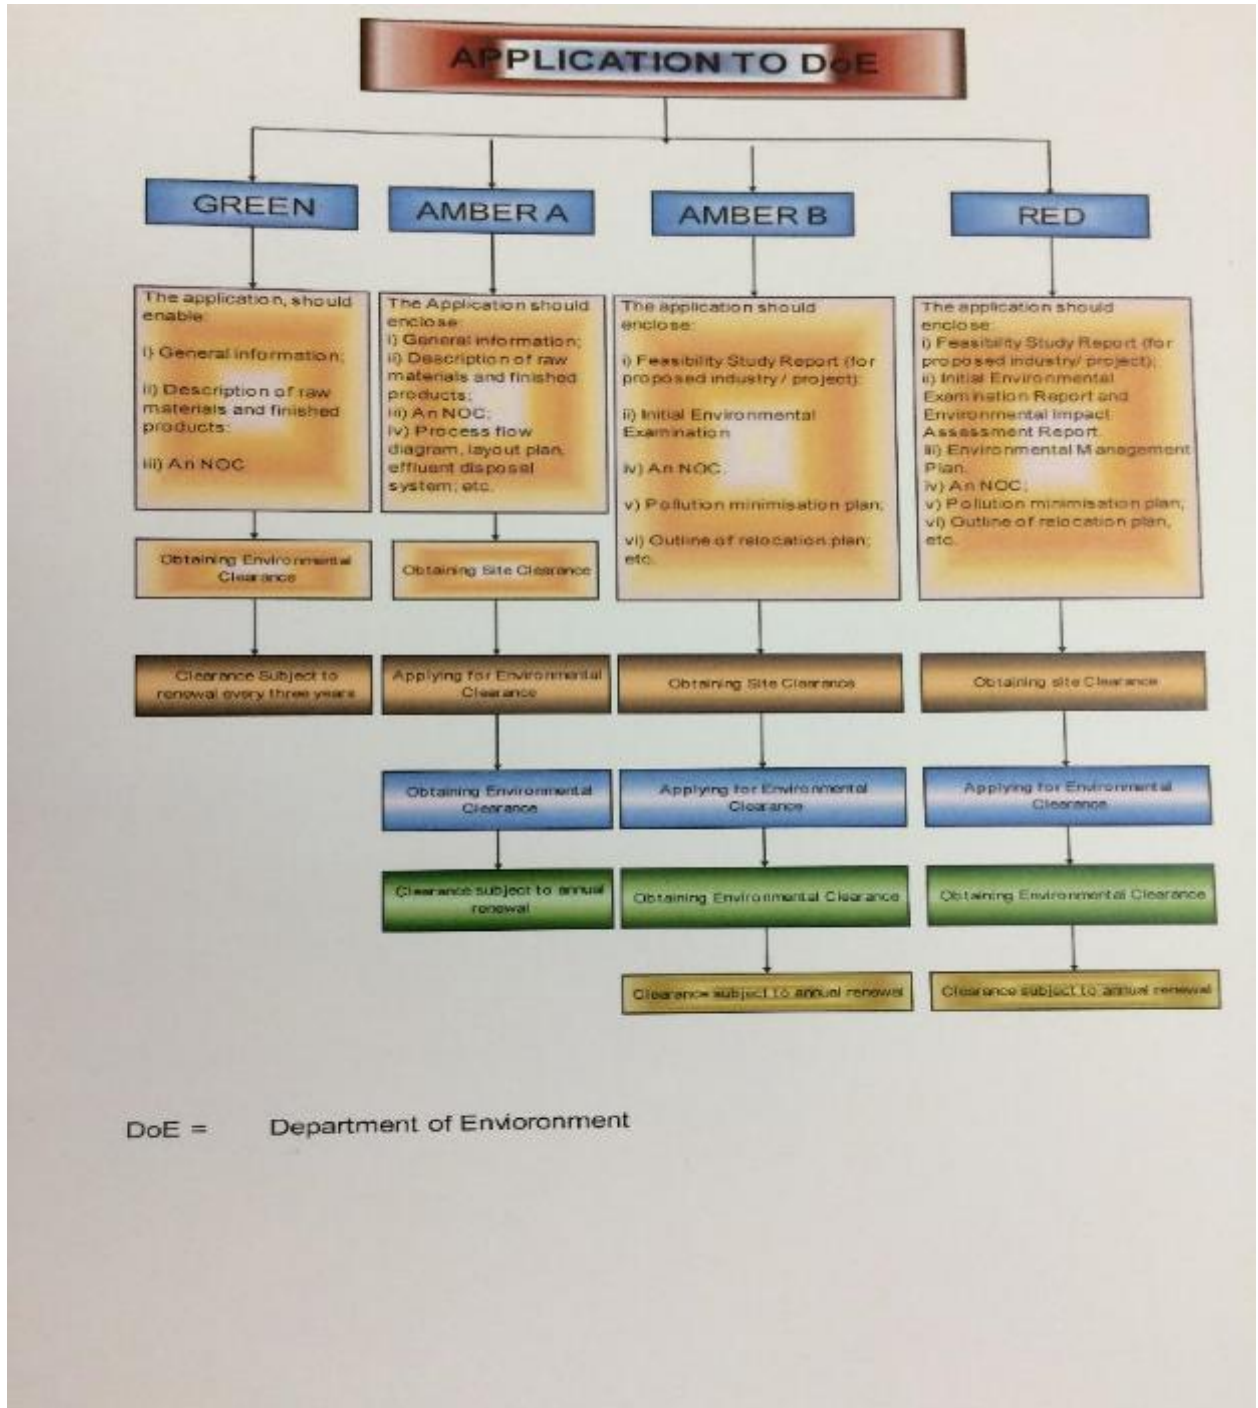 APPLICATION TO DoE
GREEN
AMBER A
AMBER B
RED
The application, should
enable:
i) General information;
ii) Description of raw
materials and finished
products:
iii) An NOC
Obtaining Environmental
Clearance
Clearance Subject to
renewal every three years
The Application should
enclose:
i) General information;
ii) Description of raw
materials and finished
products;
iii) An NOC;
iv) Process flow
diagram, layout plan,
effluent disposal
system; etc.
Obtaining Site Clearance
Applying for Environmental
Clearance
Obtaining Environmental
Clearance
Clearance subject to annual
renewal
The application should
enclose:
i) Feasibility Study Report (for
proposed industry / project);
ii) Initial Environmental
Examination
iv) An NOC;
v) Pollution minimisation plan;
vi) Outline of relocation plan;
etc.
Obtaining Site Clearance
Applying for Environmental
Clearance
Obtaining Environmental Clearance
Clearance subject to annual renewal
The application should
enclose:
i) Feasibility Study Report (for
proposed industry/ project);
ii) Initial Environmental
Examination Report and
Environmental Impact
Assessment Report.
iii) Environmental Management
Plan.
iv) An NOC;
v) Pollution minimisation plan;
vi) Outline of relocation plan,
etc.
Obtaining site Clearance
Applying for Environmental
Clearance
Obtaining Environmental Clearance
Clearance subject to annual renewal
DoE = Department of Envioronment